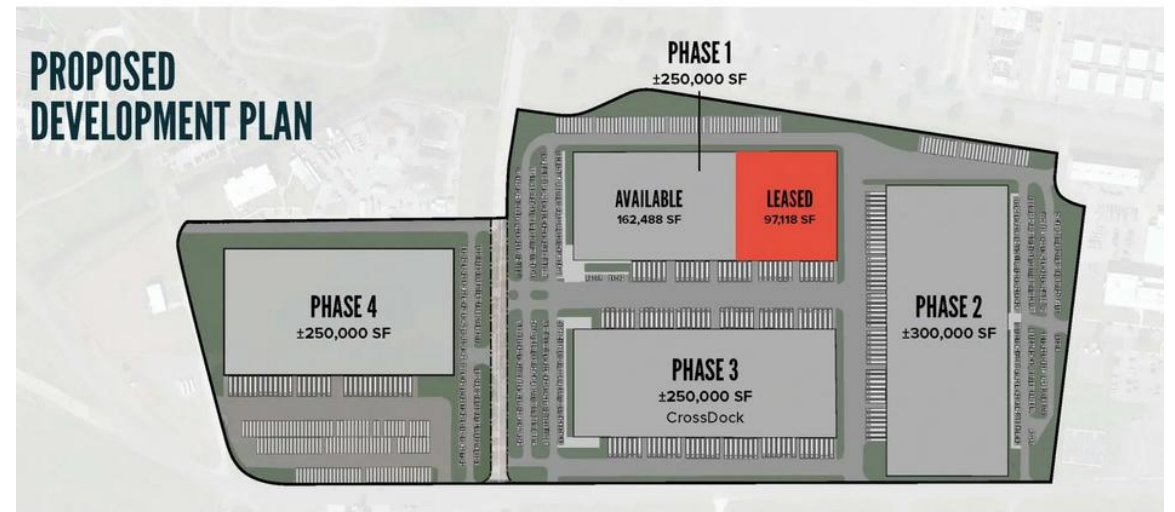 PROPOSED
DEVELOPMENT PLAN
PHASE 1
±250,000 SF
AVAILABLE
162,488 SF
LEASED
97,118 SF
PHASE 4
±250,000 SF
PHASE 2
±300,000 SF
PHASE 3
±250,000 SF
CrossDock